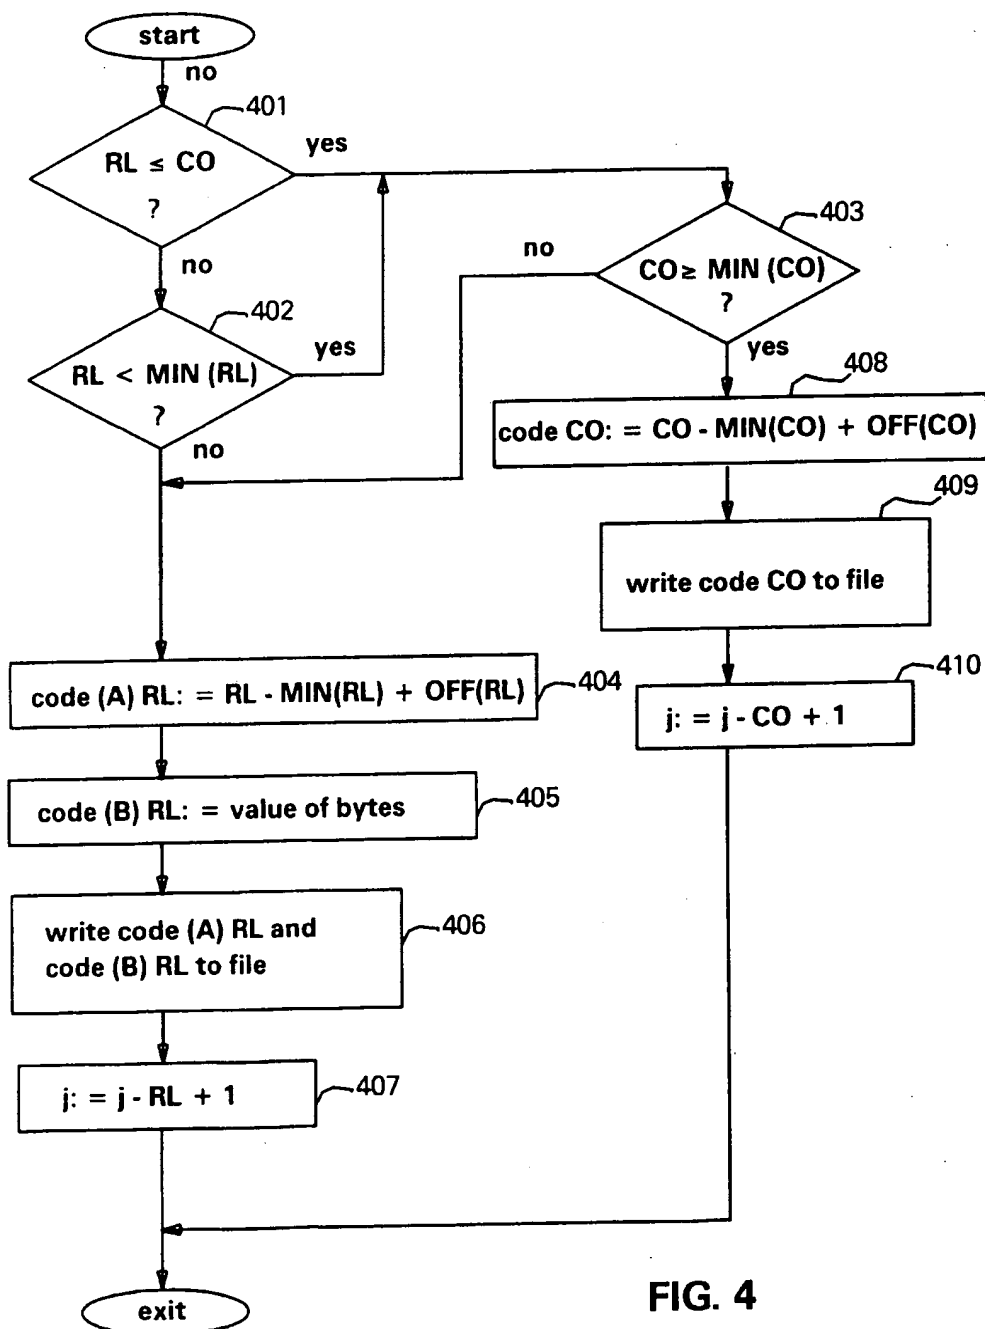 start
no
401
RL ≤ CO
?
yes
no
402
RL < MIN (RL)
?
yes
no
403
CO ≥ MIN (CO)
?
no
yes
408
code CO: = CO - MIN(CO) + OFF(CO)
409
write code CO to file
410
j: = j - CO + 1
code (A) RL: = RL - MIN(RL) + OFF(RL)
404
code (B) RL: = value of bytes
405
write code (A) RL and
code (B) RL to file
406
j: = j - RL + 1
407
exit
FIG. 4